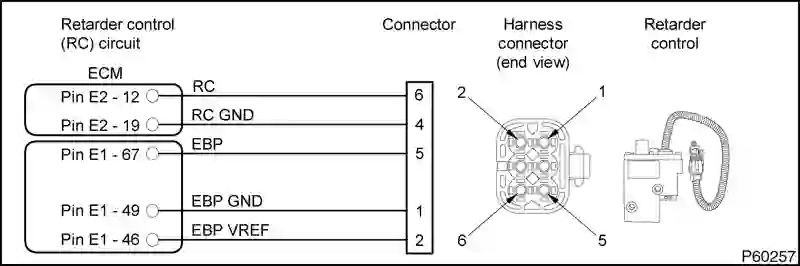 Retarder control
(RC) circuit
Connector
Harness
connector
(end view)
Retarder
control
ECM
Pin E2 - 12
RC
6
Pin E2 - 19
RC GND
4
Pin E1 - 67
EBP
5
Pin E1 - 49
EBP GND
1
Pin E1 - 46
EBP VREF
2
2
1
6
5
P60257